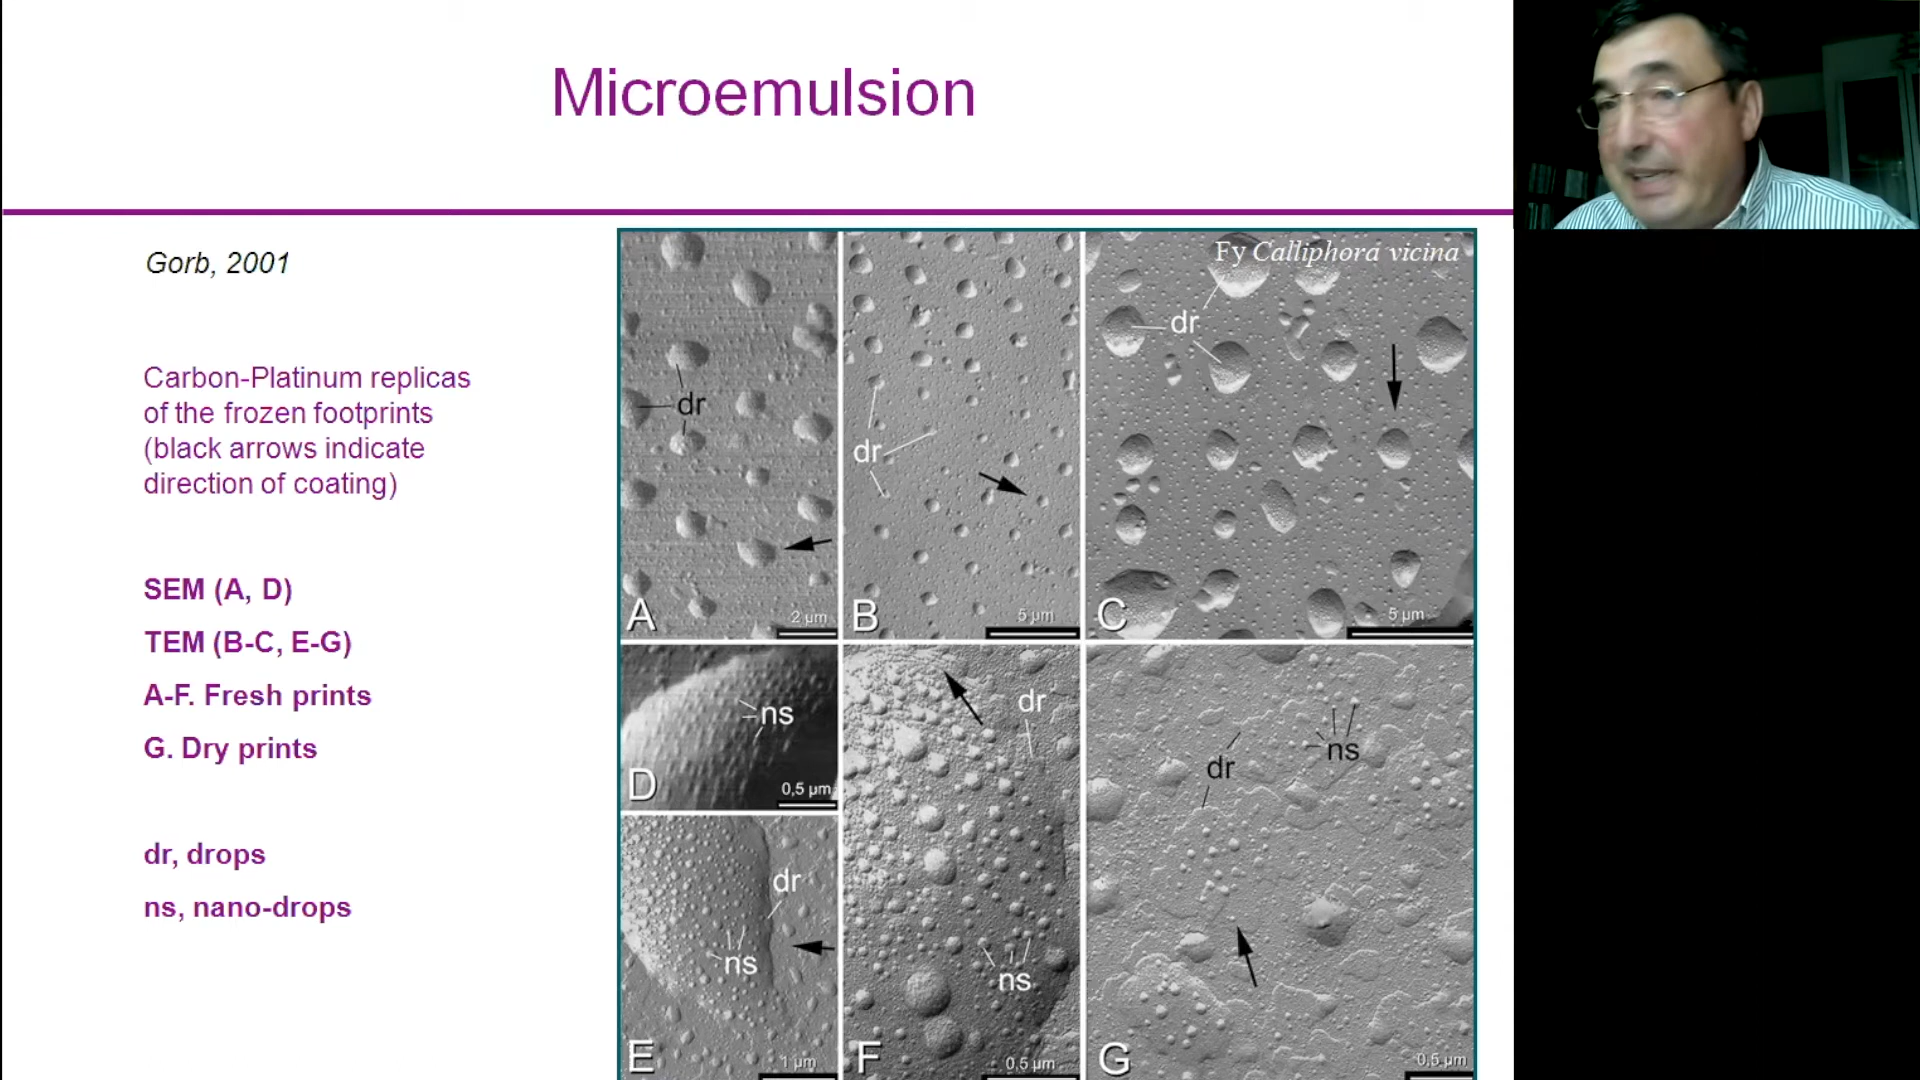 Microemulsion
Gorb, 2001
Carbon-Platinum replicas
of the frozen footprints
(black arrows indicate
direction of coating)
SEM (A, D)
TEM (B-C, E-G)
A-F. Fresh prints
G. Dry prints
dr, drops
ns, nano-drops
dr
A
2 µm
dr
B
5 µm
Fy Calliphora vicina
dr
C
5 µm
ns
D
0,5 µm
dr
ns
E
1 µm
dr
ns
F
0.5 µm
ns
dr
G
0.5 µm